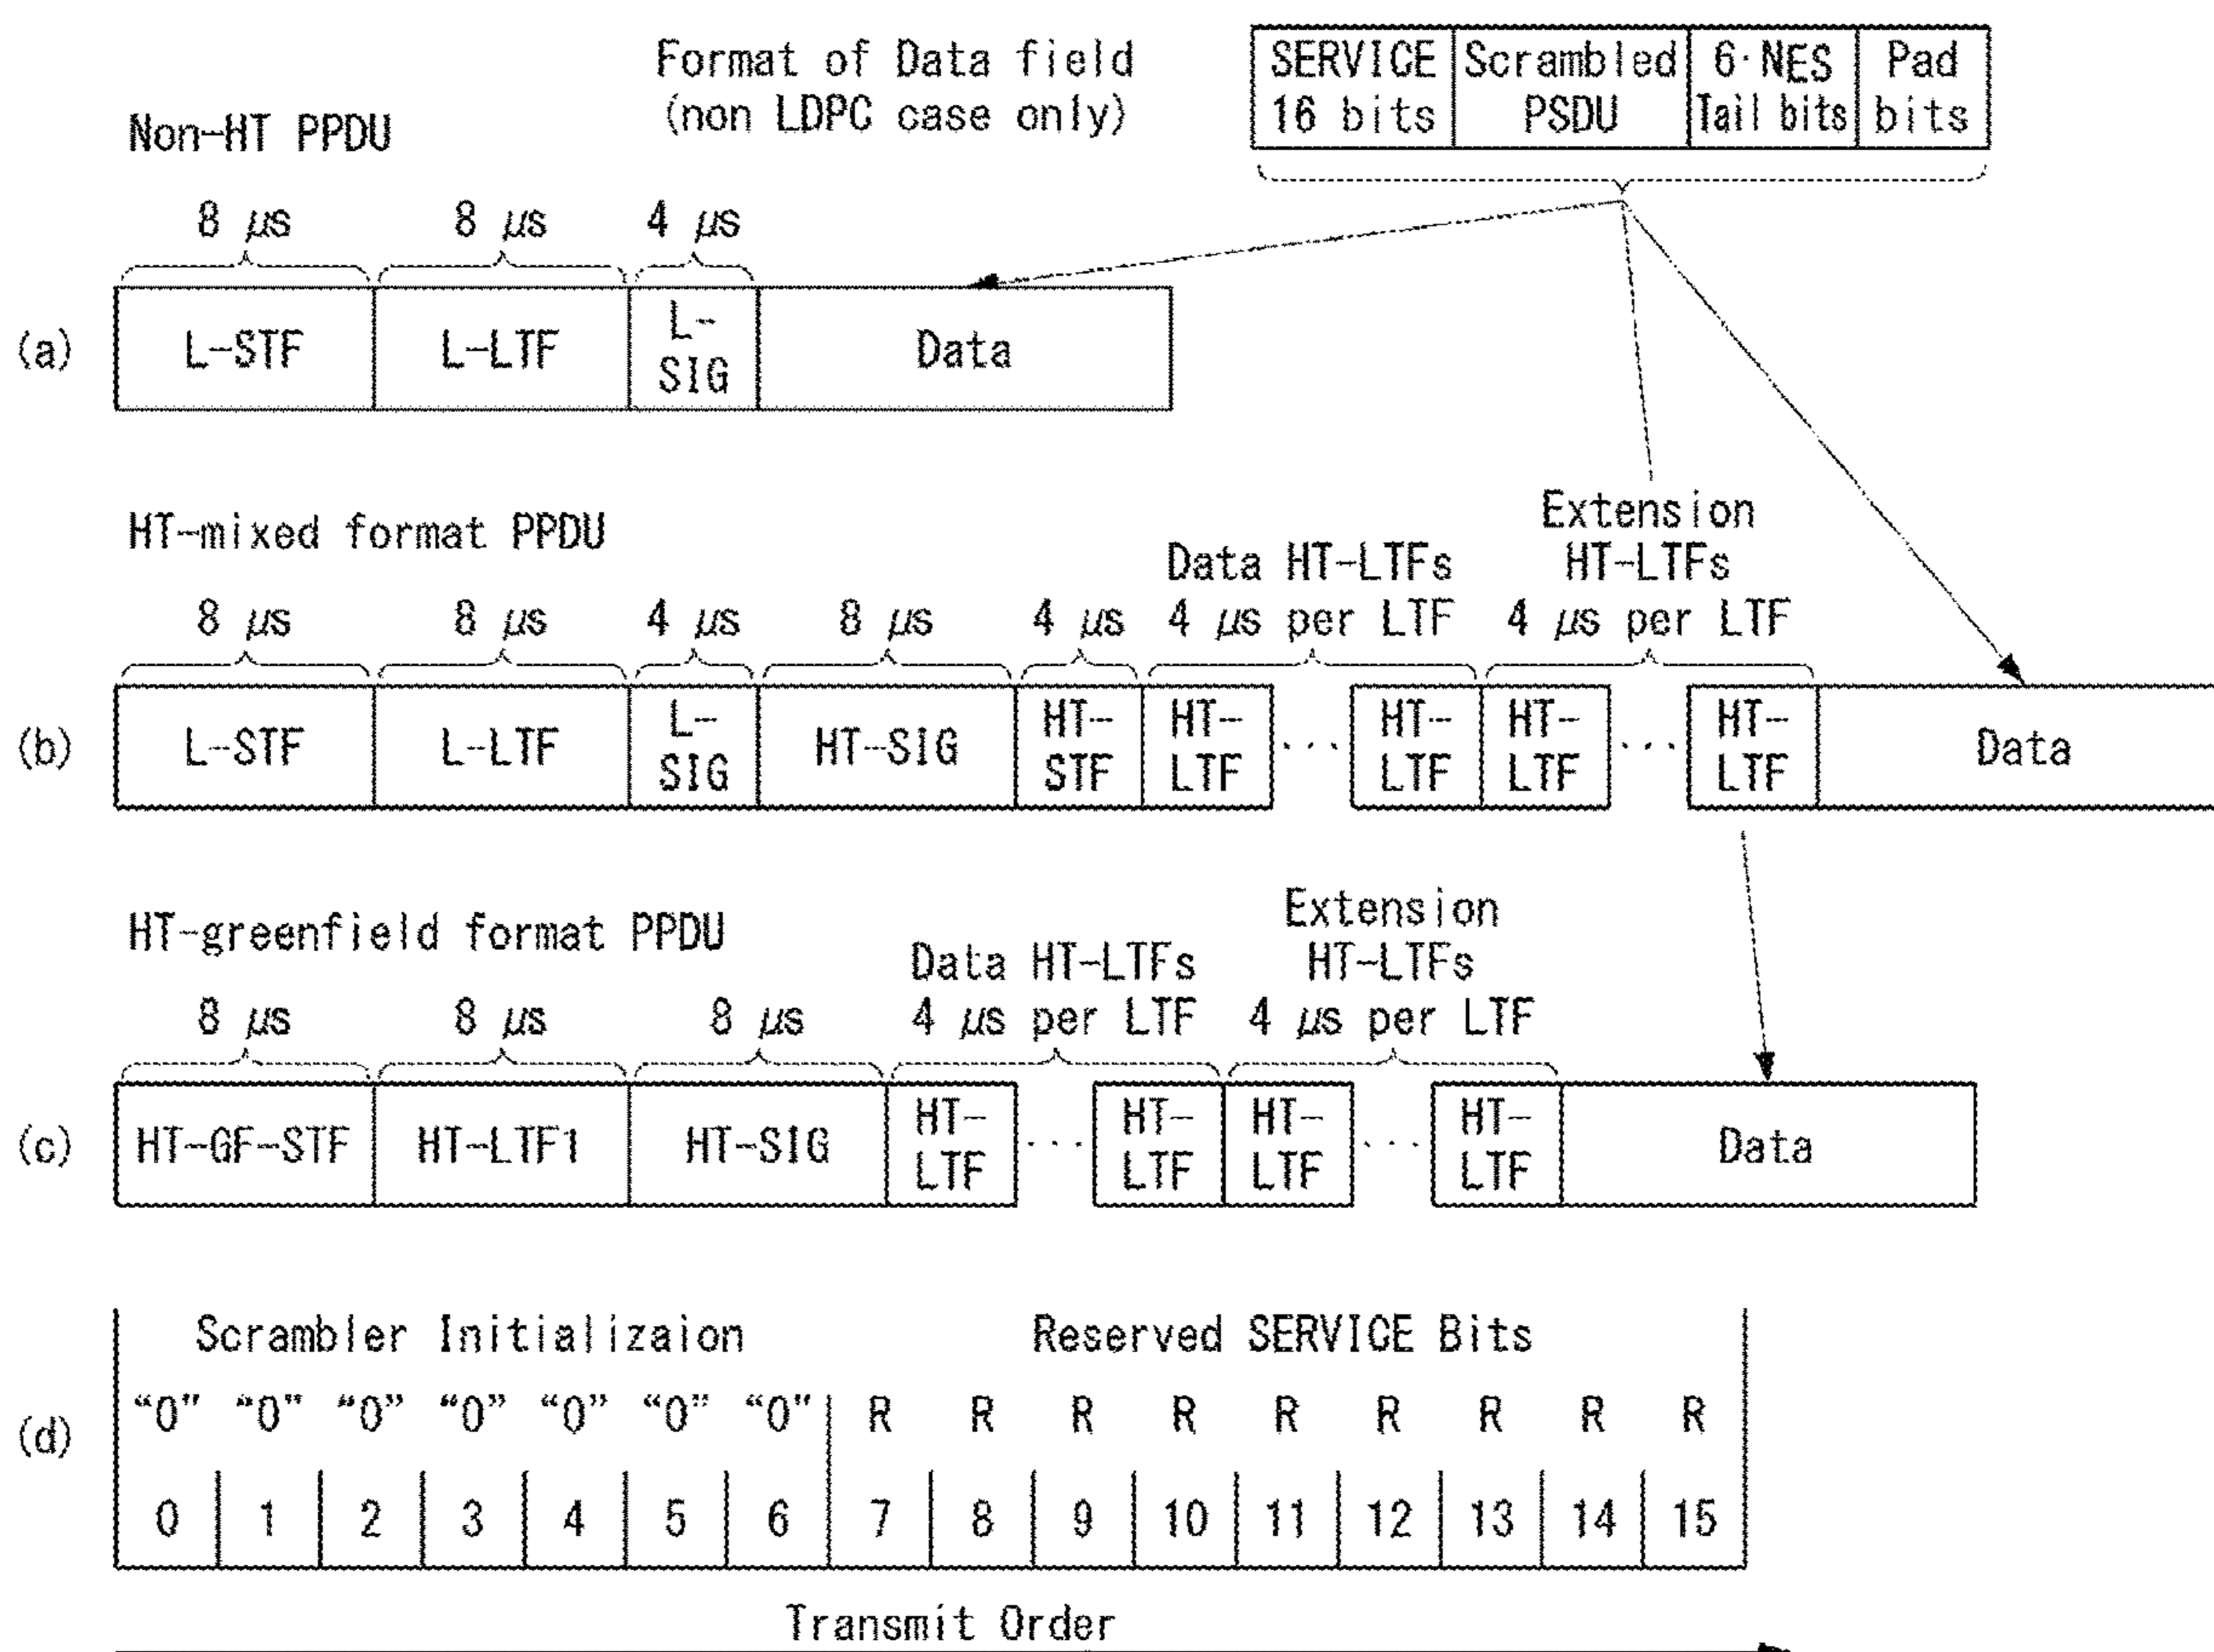 Format of Data field
(non LDPC case only)
SERVICE 16 bits
Scrambled PSDU
6·NES Tail bits
Pad bits
Non-HT PPDU
8 μs 8 μs 4 μs
(a) L-STF L-LTF L-SIG Data
HT-mixed format PPDU
Data HT-LTFs
Extension HT-LTFs
8 μs 8 μs 4 μs 8 μs 4 μs 4 μs per LTF 4 μs per LTF
(b) L-STF L-LTF L-SIG HT-SIG HT-STF HT-LTF ... HT-LTF HT-LTF ... HT-LTF Data
HT-greenfield format PPDU
Data HT-LTFs
Extension HT-LTFs
8 μs 8 μs 8 μs 4 μs per LTF 4 μs per LTF
(c) HT-GF-STF HT-LTF1 HT-SIG HT-LTF ... HT-LTF HT-LTF ... HT-LTF Data
Scrambler Initializaion Reserved SERVICE Bits
(d) “0” “0” “0” “0” “0” “0” “0” R R R R R R R R R
0 1 2 3 4 5 6 7 8 9 10 11 12 13 14 15
Transmit Order